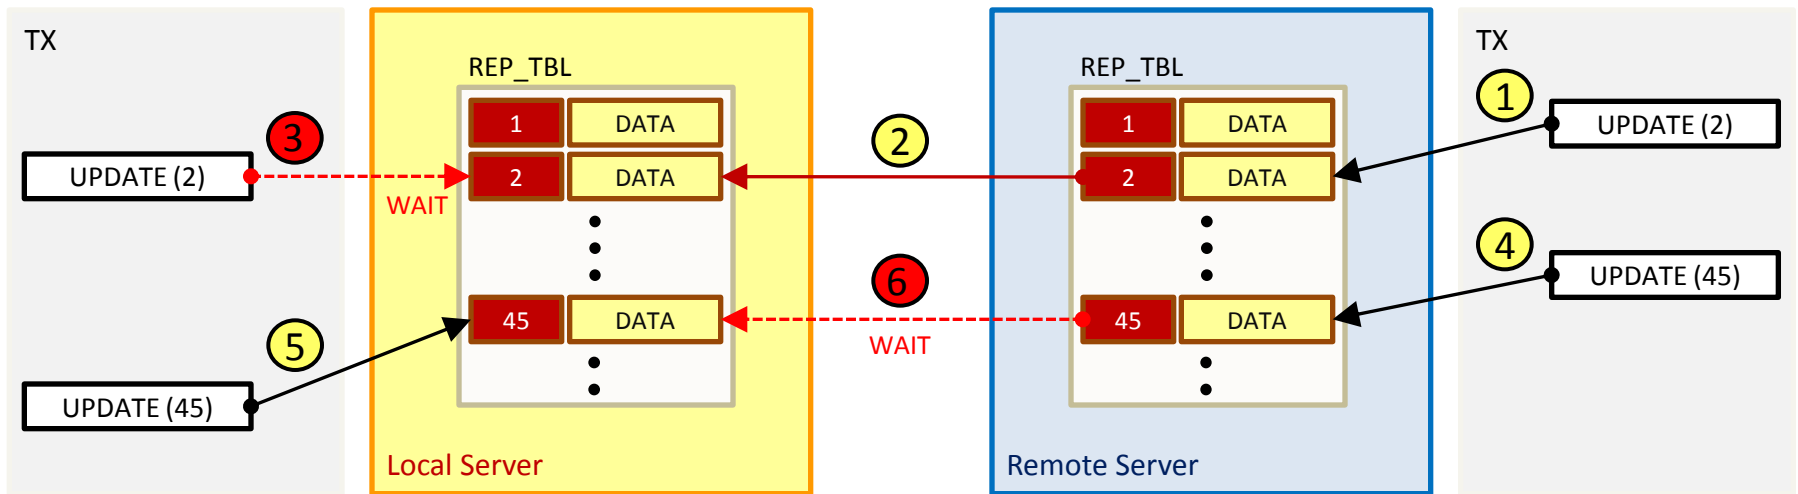 TX
3
UPDATE (2)
WAIT
5
UPDATE (45)
REP_TBL
1 DATA
2 DATA
45 DATA
Local Server
2
6
WAIT
REP_TBL
1 DATA
2 DATA
45 DATA
Remote Server
TX
1
UPDATE (2)
4
UPDATE (45)